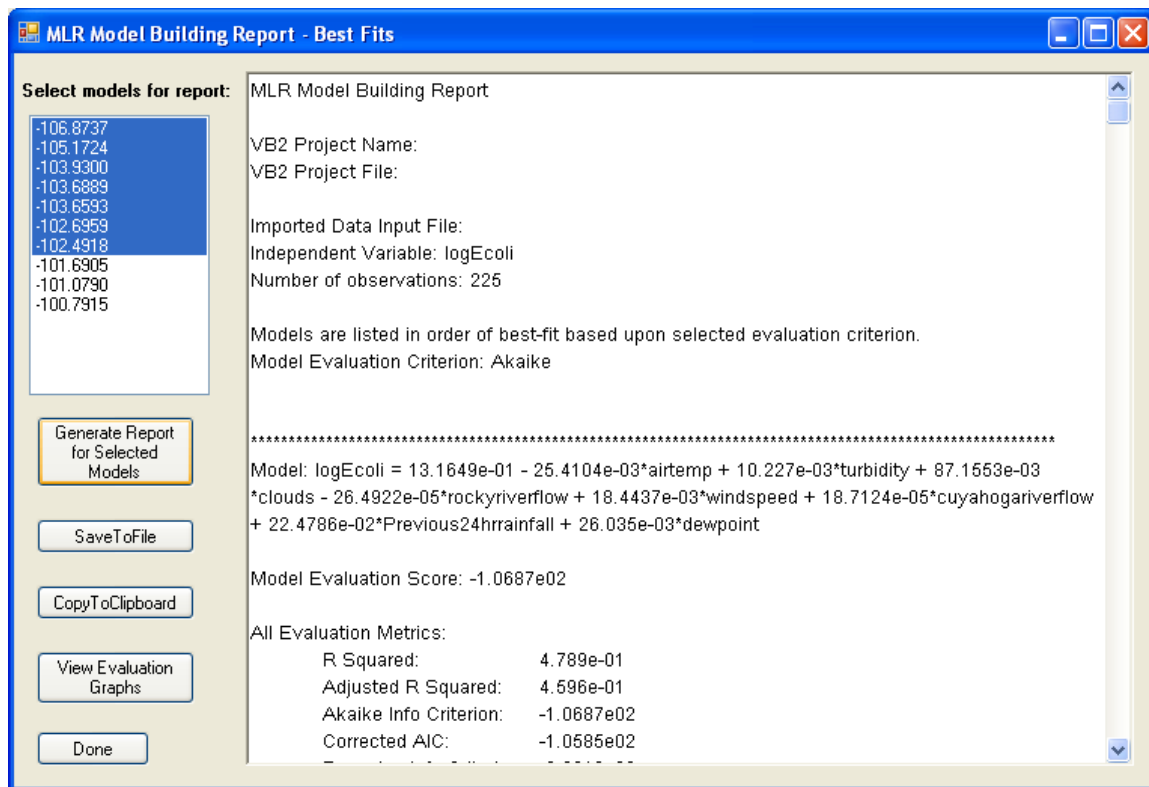 MLR Model Building Report - Best Fits
Select models for report:
-106.8737
-105.1724
-103.9300
-103.6889
-103.6593
-102.6959
-102.4918
-101.6905
-101.0790
-100.7915
Generate Report
for Selected
Models
SaveToFile
CopyToClipboard
View Evaluation
Graphs
Done
MLR Model Building Report
VB2 Project Name:
VB2 Project File:
Imported Data Input File:
Independent Variable: logEcoli
Number of observations: 225
Models are listed in order of best-fit based upon selected evaluation criterion.
Model Evaluation Criterion: Akaike
***********************************************************************************************************
Model: logEcoli = 13.1649e-01 - 25.4104e-03*airtemp + 10.227e-03*turbidity + 87.1553e-03
*clouds - 26.4922e-05*rockyriverflow + 18.4437e-03*windspeed + 18.7124e-05*cuyahogariverflow
+ 22.4786e-02*Previous24hrrainfall + 26.035e-03*dewpoint
Model Evaluation Score: -1.0687e02
All Evaluation Metrics:
R Squared: 4.789e-01
Adjusted R Squared: 4.596e-01
Akaike Info Criterion: -1.0687e02
Corrected AIC: -1.0585e02